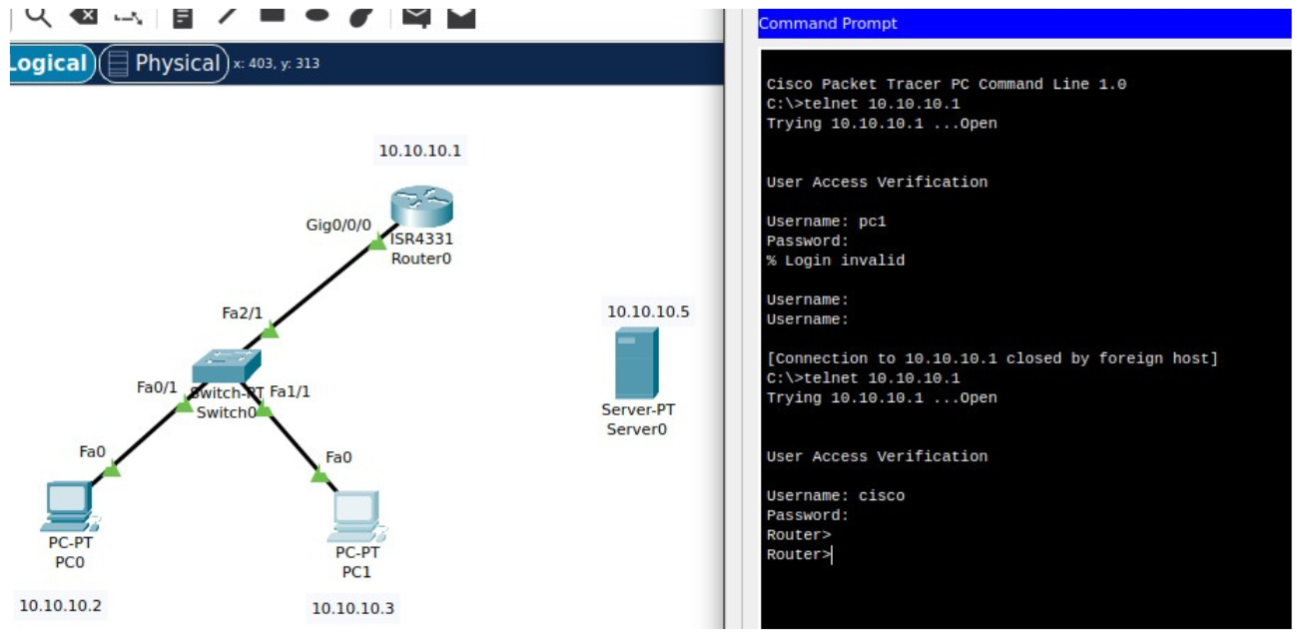 Logical Physical x: 403, y: 313
10.10.10.1
Gig0/0/0
ISR4331
Router0
Fa2/1
10.10.10.5
Fa0/1 Switch-PT Fa1/1
Switch0
Server-PT
Server0
Fa0
Fa0
PC-PT
PC0
PC-PT
PC1
10.10.10.2
10.10.10.3
Command Prompt
Cisco Packet Tracer PC Command Line 1.0
C:\>telnet 10.10.10.1
Trying 10.10.10.1 ...Open
User Access Verification
Username: pc1
Password:
% Login invalid
Username:
Username:
[Connection to 10.10.10.1 closed by foreign host]
C:\>telnet 10.10.10.1
Trying 10.10.10.1 ...Open
User Access Verification
Username: cisco
Password:
Router>
Router>